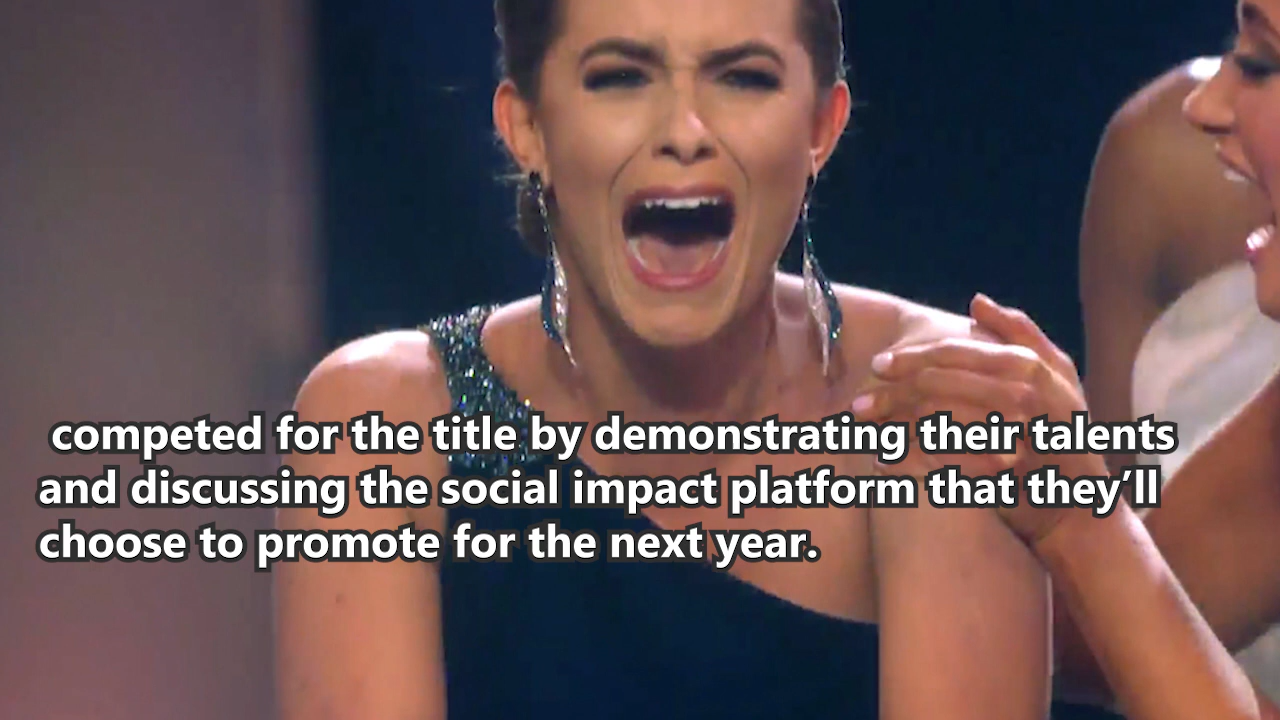 competed for the title by demonstrating their talents
and discussing the social impact platform that they’ll
choose to promote for the next year.